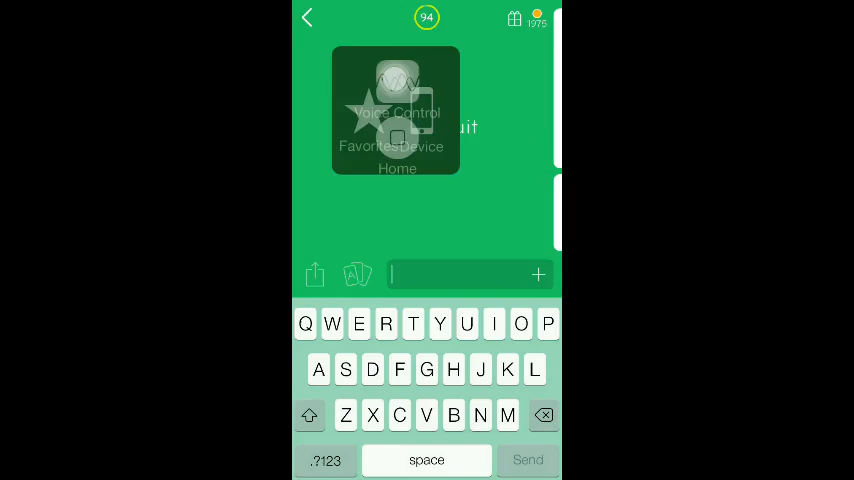 94
1975
Voice Control
uit
Favorites Device
Home
Q W E R T Y U I O P
A S D F G H J K L
Z X C V B N M
.?123 space Send